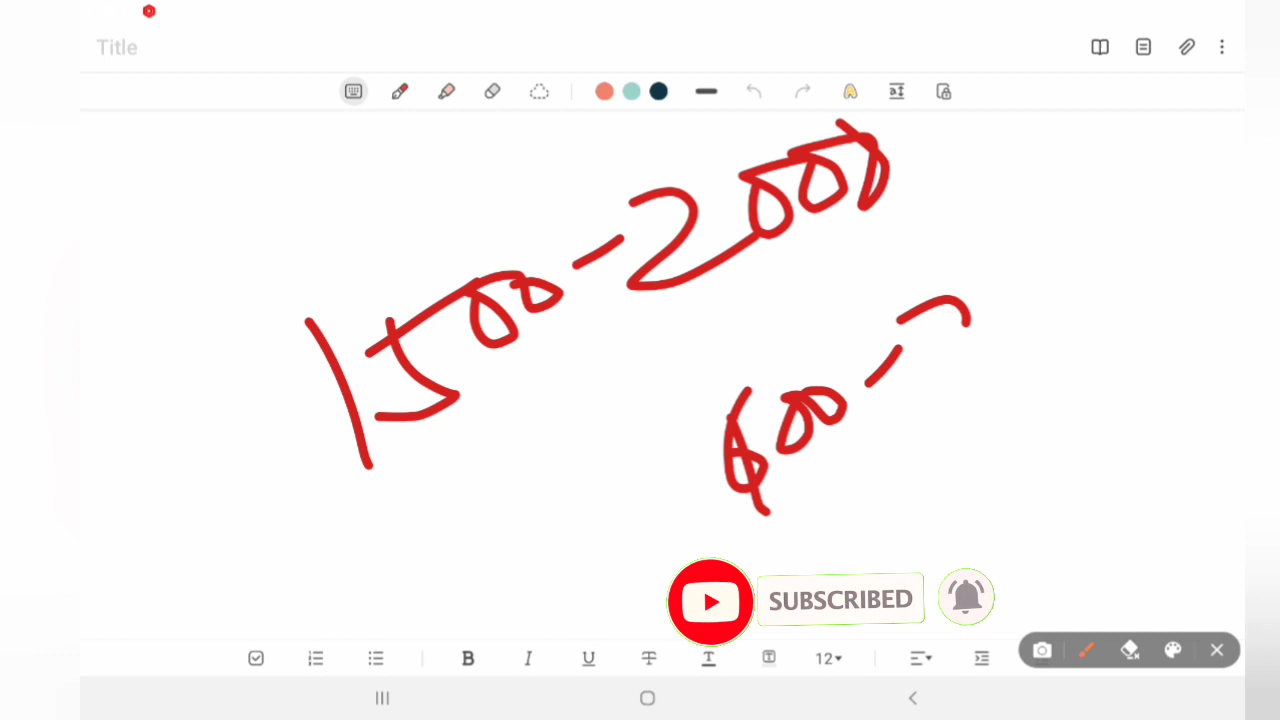 Title
1500-2000
600-
SUBSCRIBED
B I U T T T 12